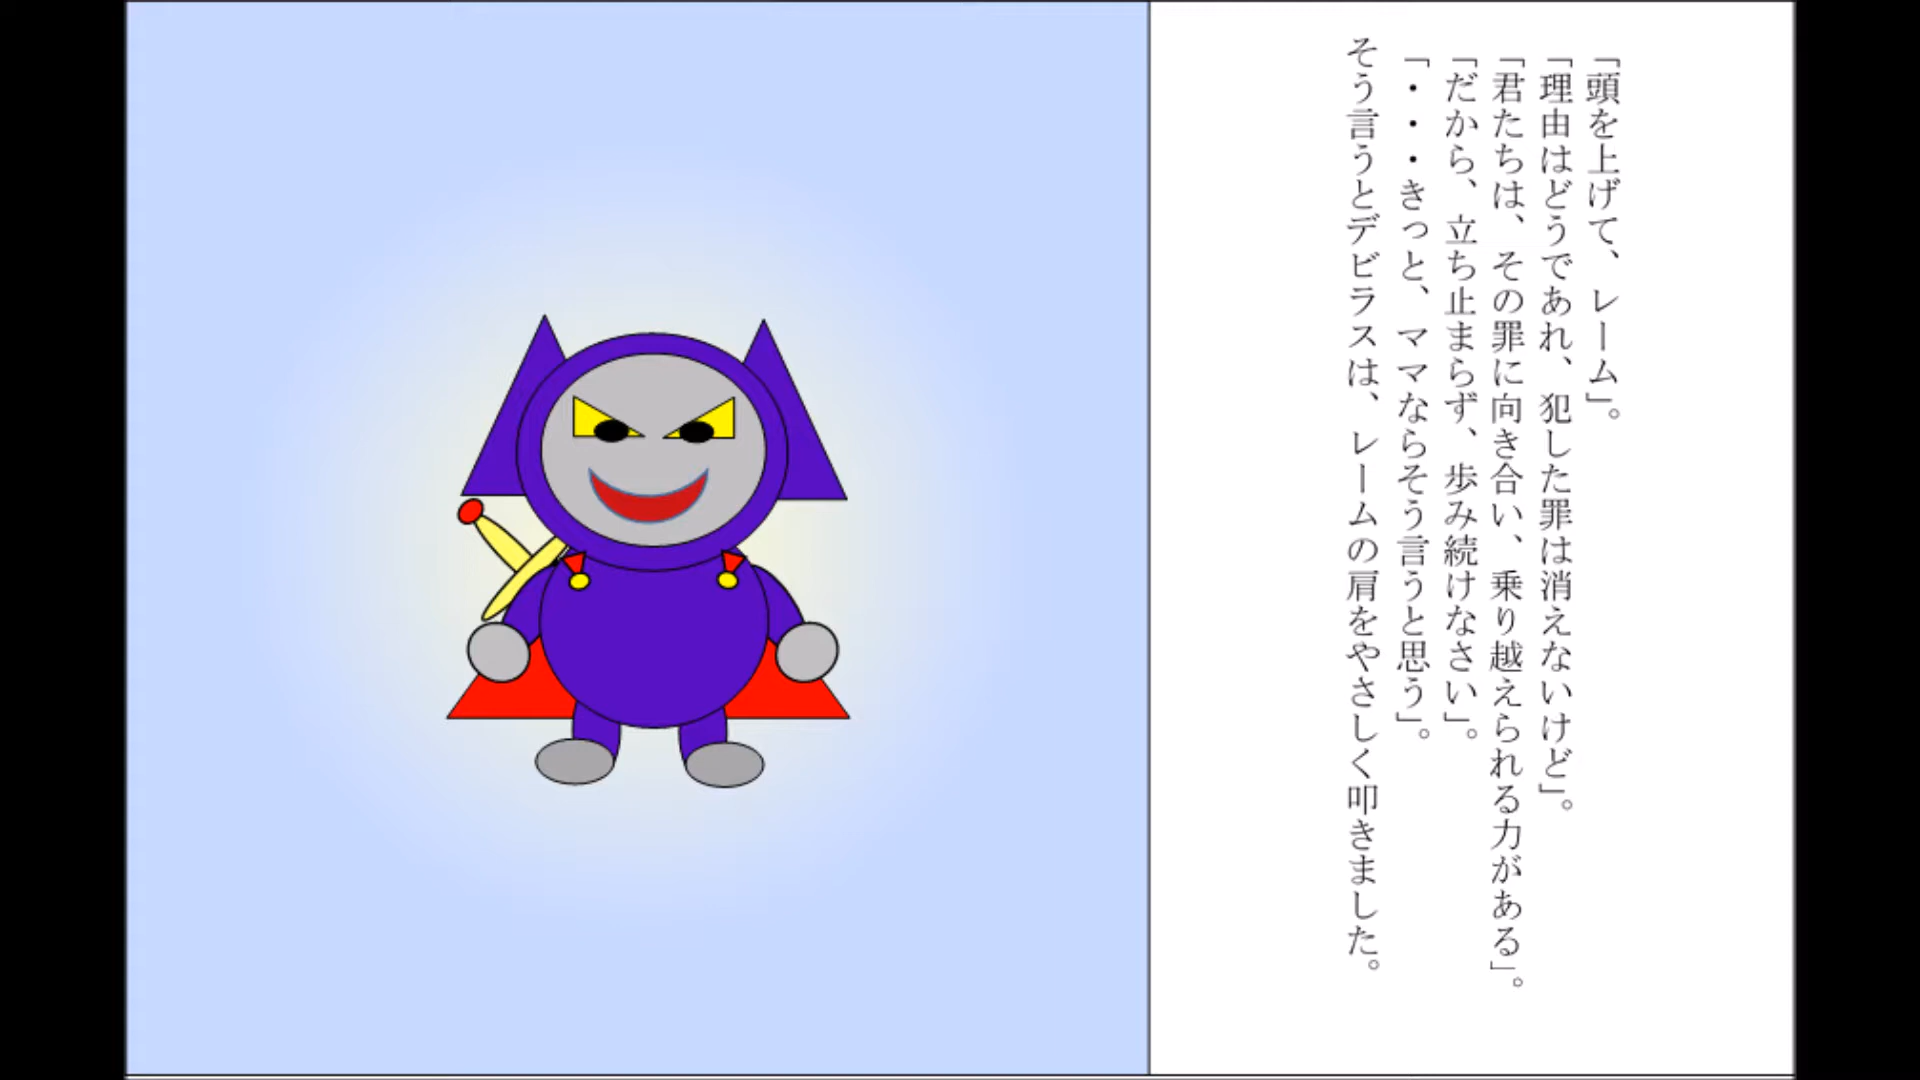 「頭を上げて、レーム」。
「理由はどうであれ、犯した罪は消えないけど」。
「君たちは、その罪に向き合い、乗り越えられる力がある」。
「だから、立ち止まらず、歩み続けなさい」。
「・・・きっと、ママならそう言うと思う」。
そう言うとデビラスは、レームの肩をやさしく叩きました。